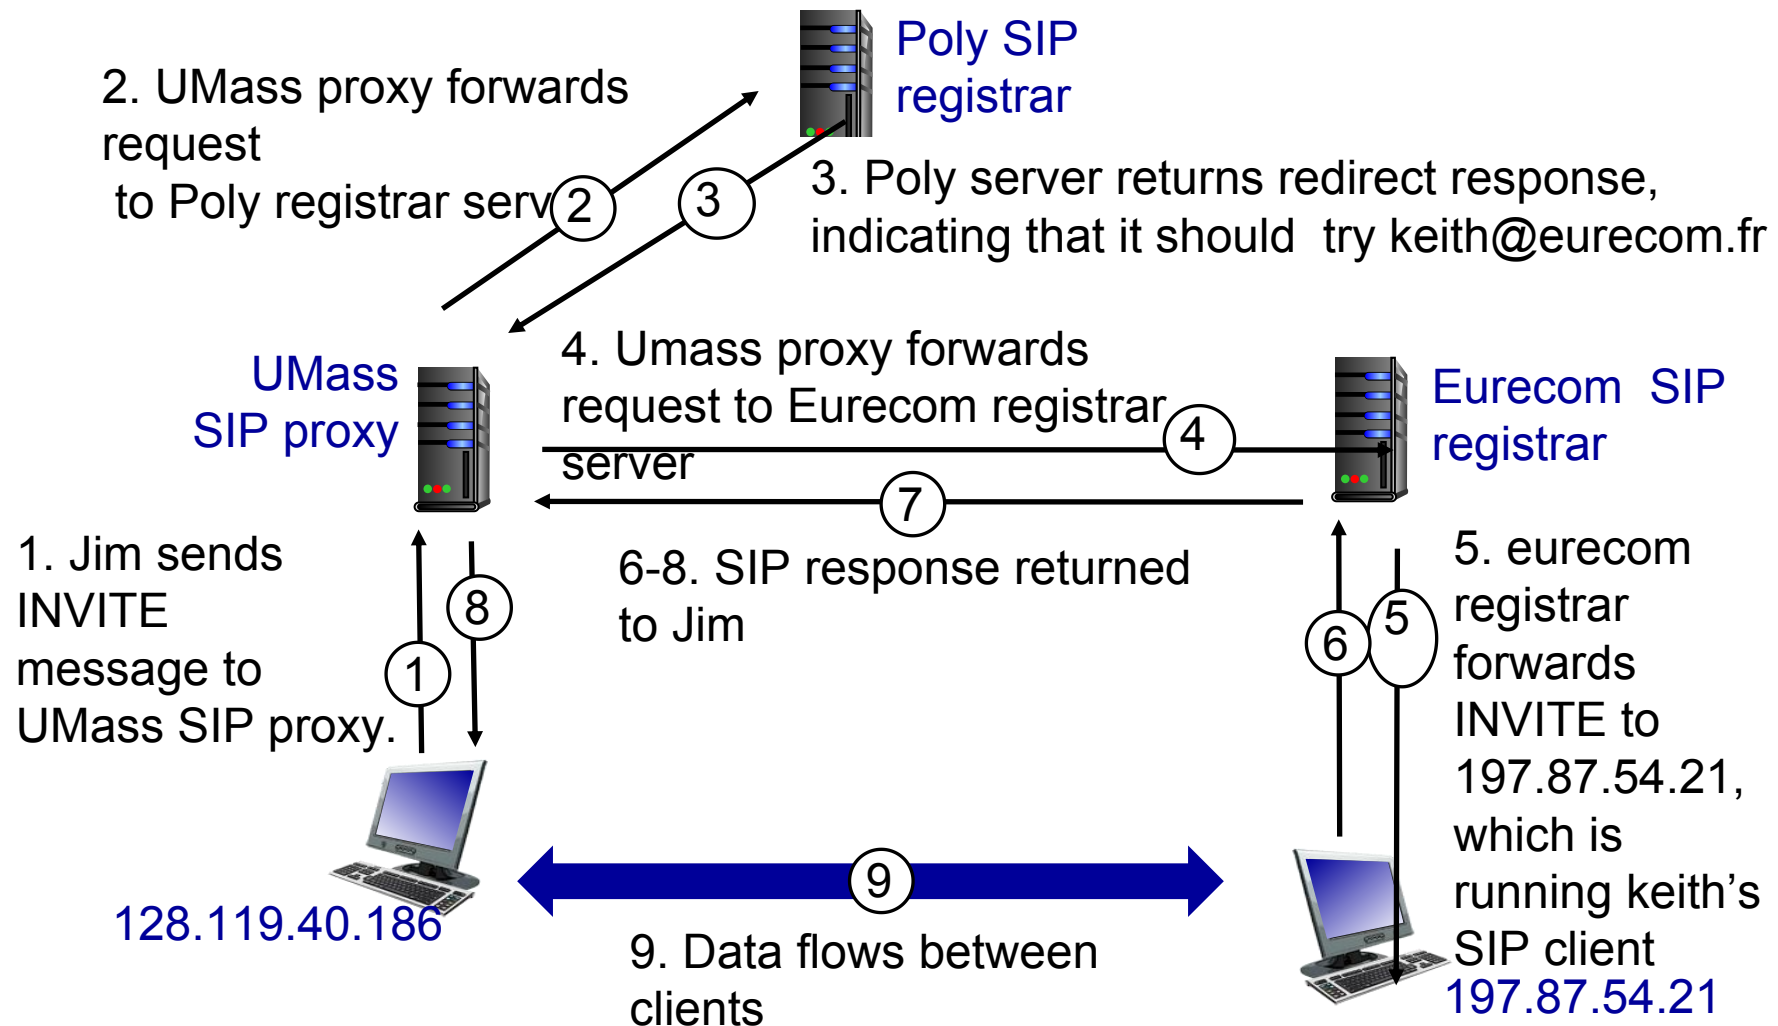 Poly SIP
registrar
2. UMass proxy forwards
request
to Poly registrar serv
2
3
3. Poly server returns redirect response,
indicating that it should  try keith@eurecom.fr
UMass
SIP proxy
4. Umass proxy forwards
request to Eurecom registrar
server
4
Eurecom  SIP
registrar
7
1. Jim sends
INVITE
message to
UMass SIP proxy.
8
1
6-8. SIP response returned
to Jim
6
5
5. eurecom
registrar
forwards
INVITE to
197.87.54.21,
which is
running keith’s
SIP client
9
128.119.40.186
9. Data flows between
clients
197.87.54.21